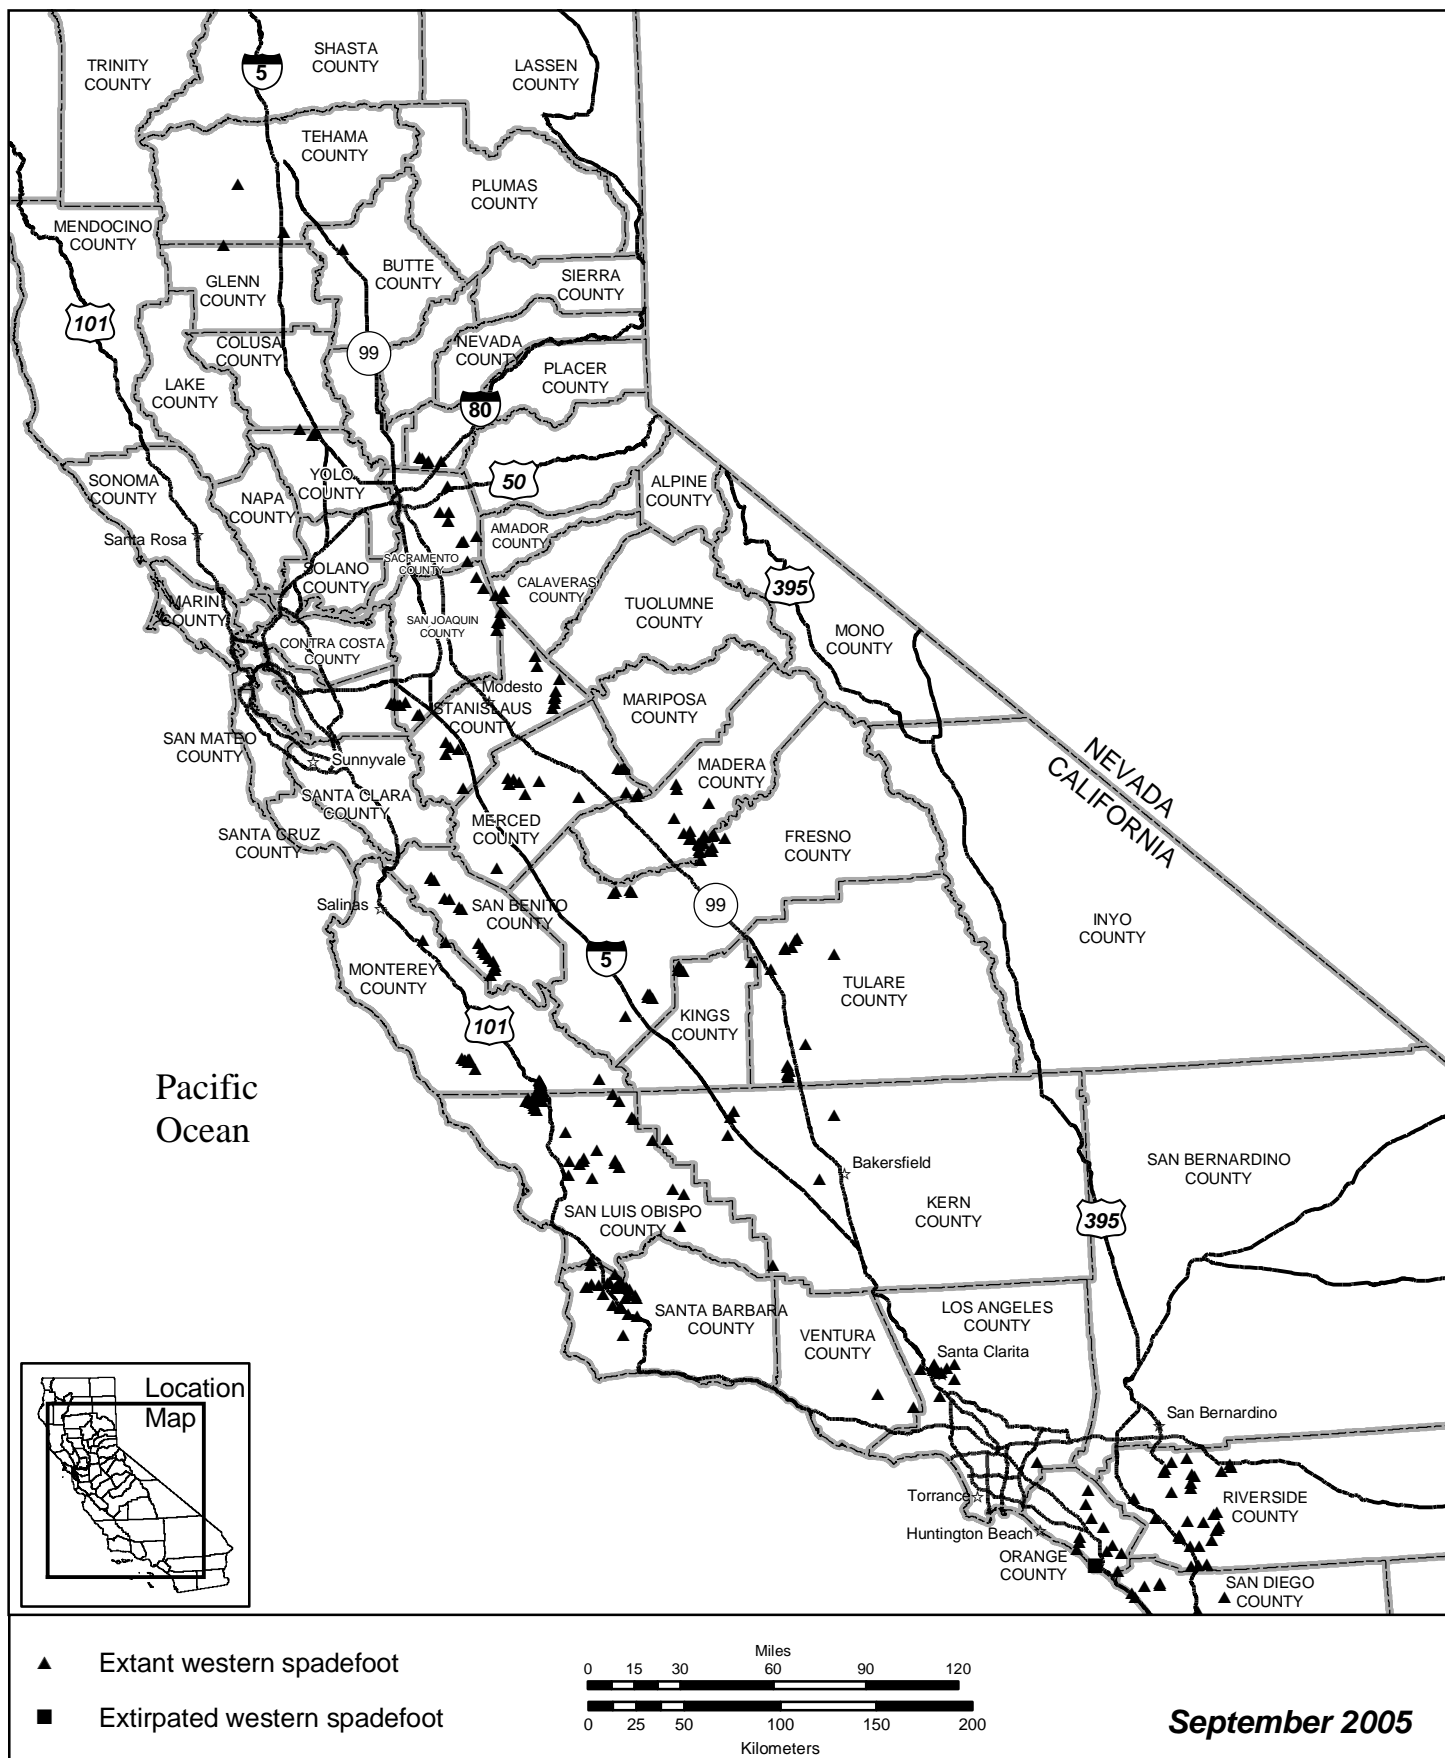 TRINITY
COUNTY
SHASTA
COUNTY
LASSEN
COUNTY
5
TEHAMA
COUNTY
PLUMAS
COUNTY
MENDOCINO
COUNTY
GLENN
COUNTY
BUTTE
COUNTY
SIERRA
COUNTY
101
COLUSA
COUNTY
99
NEVADA
COUNTY
PLACER
COUNTY
LAKE
COUNTY
80
SONOMA
COUNTY
NAPA
COUNTY
YOLO
COUNTY
50
ALPINE
COUNTY
Santa Rosa
AMADOR
COUNTY
SACRAMENTO
COUNTY
SOLANO
COUNTY
CALAVERAS
COUNTY
395
MARIN
COUNTY
TUOLUMNE
COUNTY
SAN JOAQUIN
COUNTY
MONO
COUNTY
CONTRA COSTA
COUNTY
Modesto
STANISLAUS
COUNTY
MARIPOSA
COUNTY
SAN MATEO
COUNTY
Sunnyvale
MADERA
COUNTY
NEVADA
CALIFORNIA
SANTA CLARA
COUNTY
SANTA CRUZ
COUNTY
MERCED
COUNTY
FRESNO
COUNTY
Salinas
SAN BENITO
COUNTY
99
INYO
COUNTY
5
MONTEREY
COUNTY
TULARE
COUNTY
101
KINGS
COUNTY
Pacific
Ocean
Bakersfield
SAN BERNARDINO
COUNTY
KERN
COUNTY
395
SAN LUIS OBISPO
COUNTY
SANTA BARBARA
COUNTY
VENTURA
COUNTY
LOS ANGELES
COUNTY
Santa Clarita
San Bernardino
Location
Map
Torrance
RIVERSIDE
COUNTY
Huntington Beach
ORANGE
COUNTY
SAN DIEGO
COUNTY
Extant western spadefoot
Extirpated western spadefoot
Miles
0 15 30 60 90 120
0 25 50 100 150 200
Kilometers
September 2005